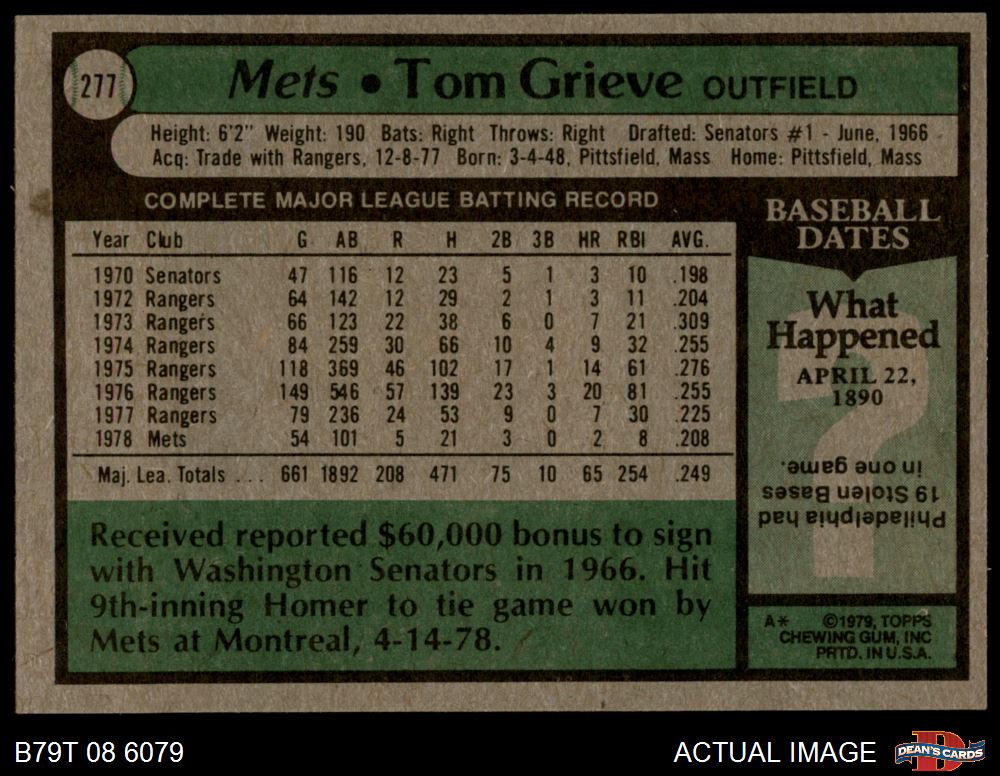 277
Mets • Tom Grieve OUTFIELD
Height: 6'2" Weight: 190 Bats: Right Throws: Right Drafted: Senators #1 - June, 1966
Acq: Trade with Rangers, 12-8-77 Born: 3-4-48, Pittsfield, Mass Home: Pittsfield, Mass
COMPLETE MAJOR LEAGUE BATTING RECORD
Year Club G AB R H 2B 3B HR RBI AVG.
1970 Senators 47 116 12 23 5 1 3 10 .198
1972 Rangers 64 142 12 29 2 1 3 11 .204
1973 Rangers 66 123 22 38 6 0 7 21 .309
1974 Rangers 84 259 30 66 10 4 9 32 .255
1975 Rangers 118 369 46 102 17 1 14 61 .276
1976 Rangers 149 546 57 139 23 3 20 81 .255
1977 Rangers 79 236 24 53 9 0 7 30 .225
1978 Mets 54 101 5 21 3 0 2 8 .208
Maj. Lea. Totals ... 661 1892 208 471 75 10 65 254 .249
Received reported $60,000 bonus to sign
with Washington Senators in 1966. Hit
9th-inning Homer to tie game won by
Mets at Montreal, 4-14-78.
BASEBALL
DATES
What
Happened
APRIL 22,
1890
Philadelphia had
19 Stolen Bases
in one game.
A* ©1979, TOPPS
CHEWING GUM, INC
PRTD. IN U.S.A.
B79T 08 6079
ACTUAL IMAGE
DEAN'S CARDS